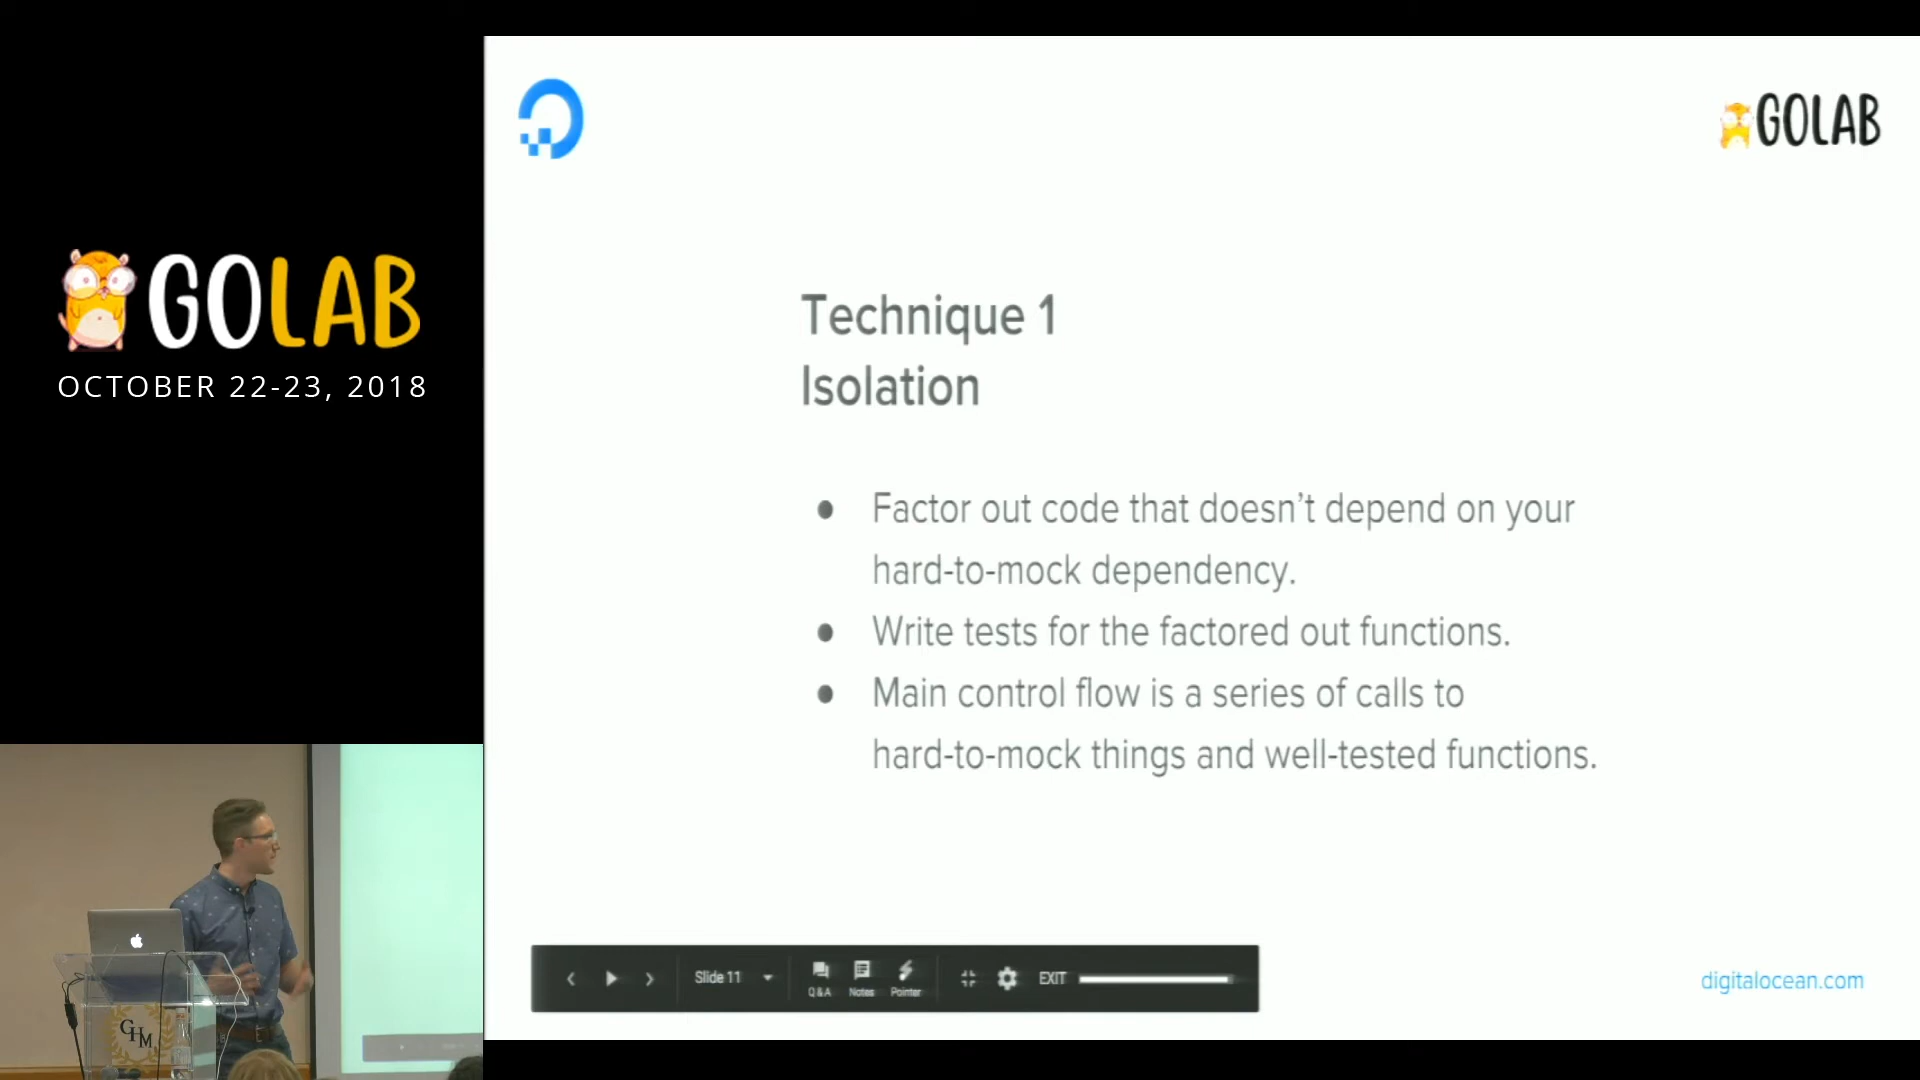 GOLAB
OCTOBER 22-23, 2018
GOLAB
Technique 1
Isolation
● Factor out code that doesn’t depend on your
hard-to-mock dependency.
● Write tests for the factored out functions.
● Main control flow is a series of calls to
hard-to-mock things and well-tested functions.
Slide 11
Q&A
Notes
Pointer
EXIT
digitalocean.com
GHM